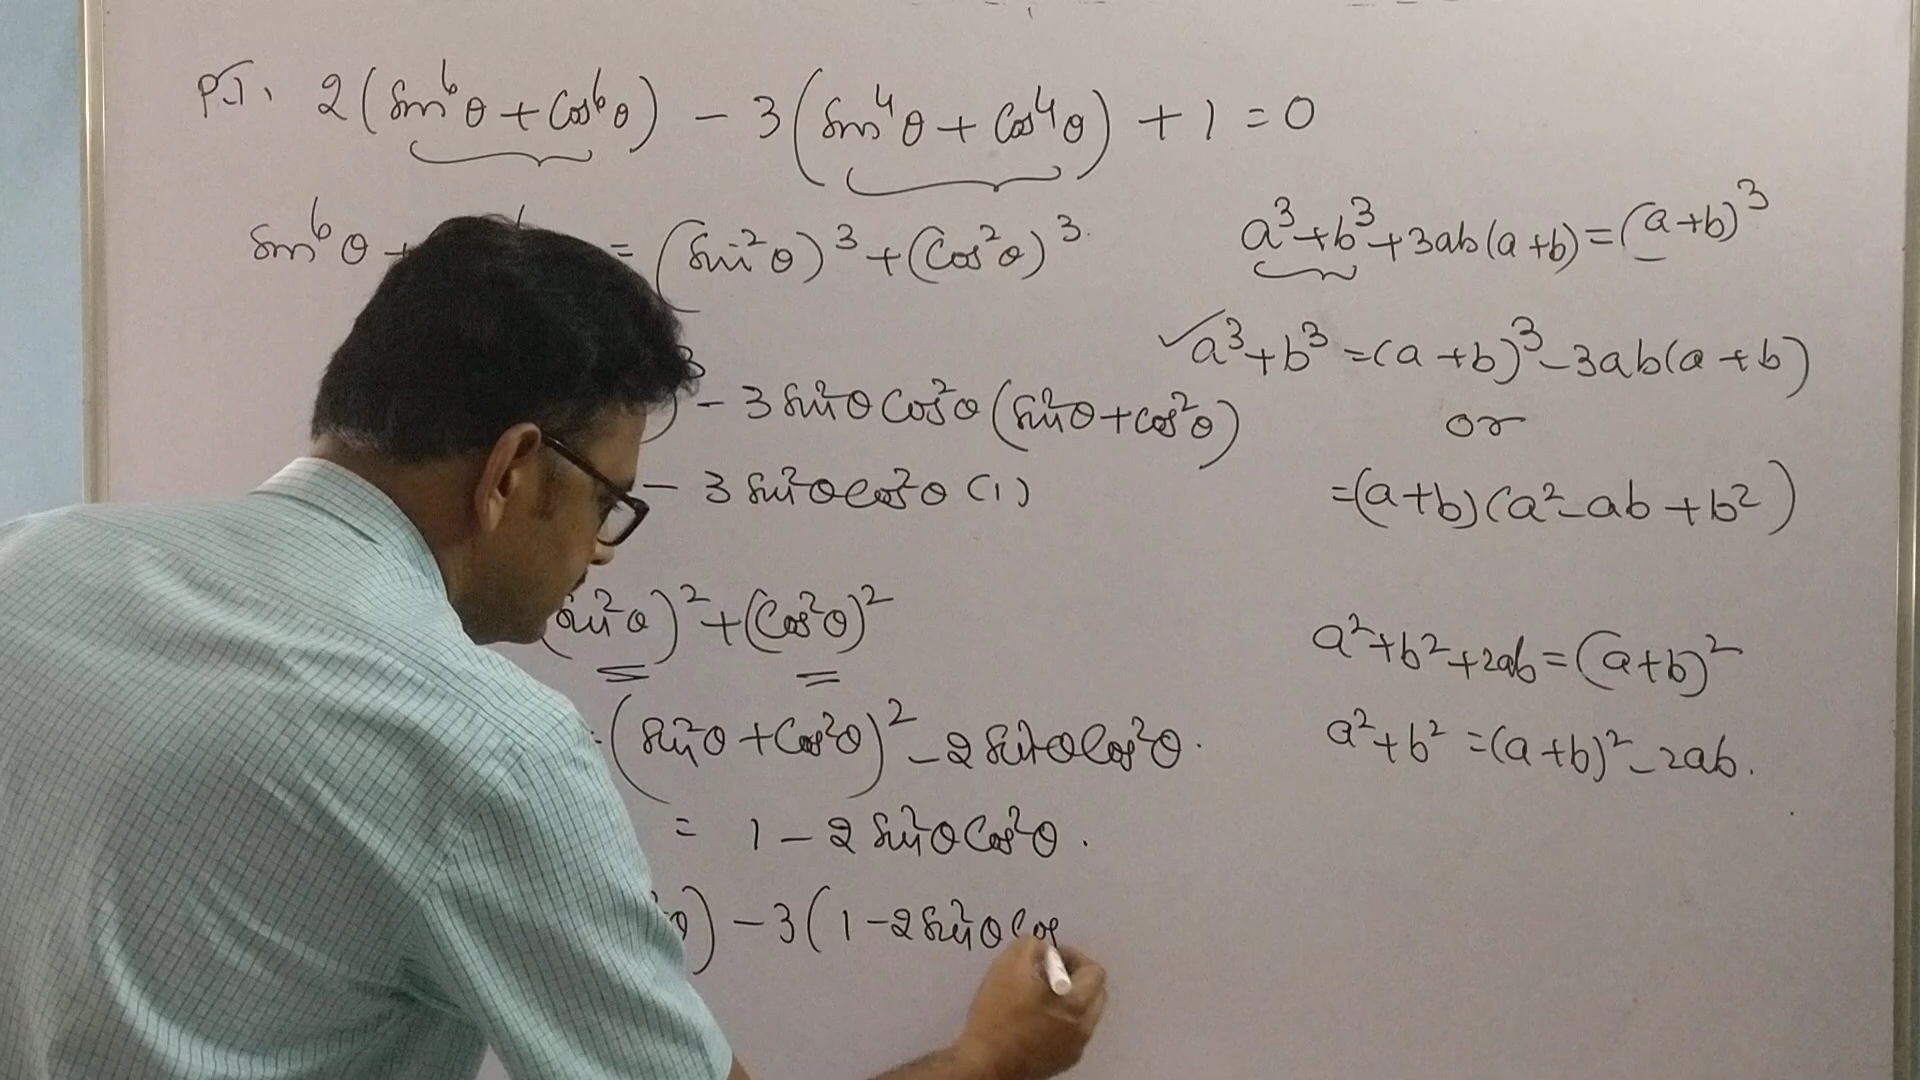 P.T. 2(Sin⁶θ + Cos⁶θ) - 3(Sin⁴θ + Cos⁴θ) + 1 = 0
Sin⁶θ + = (Sin²θ)³ + (Cos²θ)³.
)³ - 3 Sin²θ Cos²θ (Sin²θ + Cos²θ)
- 3 Sin²θ Cos²θ (1)
(Sin²θ)² + (Cos²θ)²
(Sin²θ + Cos²θ)² - 2 Sin²θ Cos²θ.
= 1 - 2 Sin²θ Cos²θ.
θ) - 3(1 - 2 Sin²θ Cos
a³ + b³ + 3ab(a + b) = (a + b)³
✓a³ + b³ = (a + b)³ - 3ab(a + b)
or
= (a + b)(a² - ab + b²)
a² + b² + 2ab = (a + b)²
a² + b² = (a + b)² - 2ab.